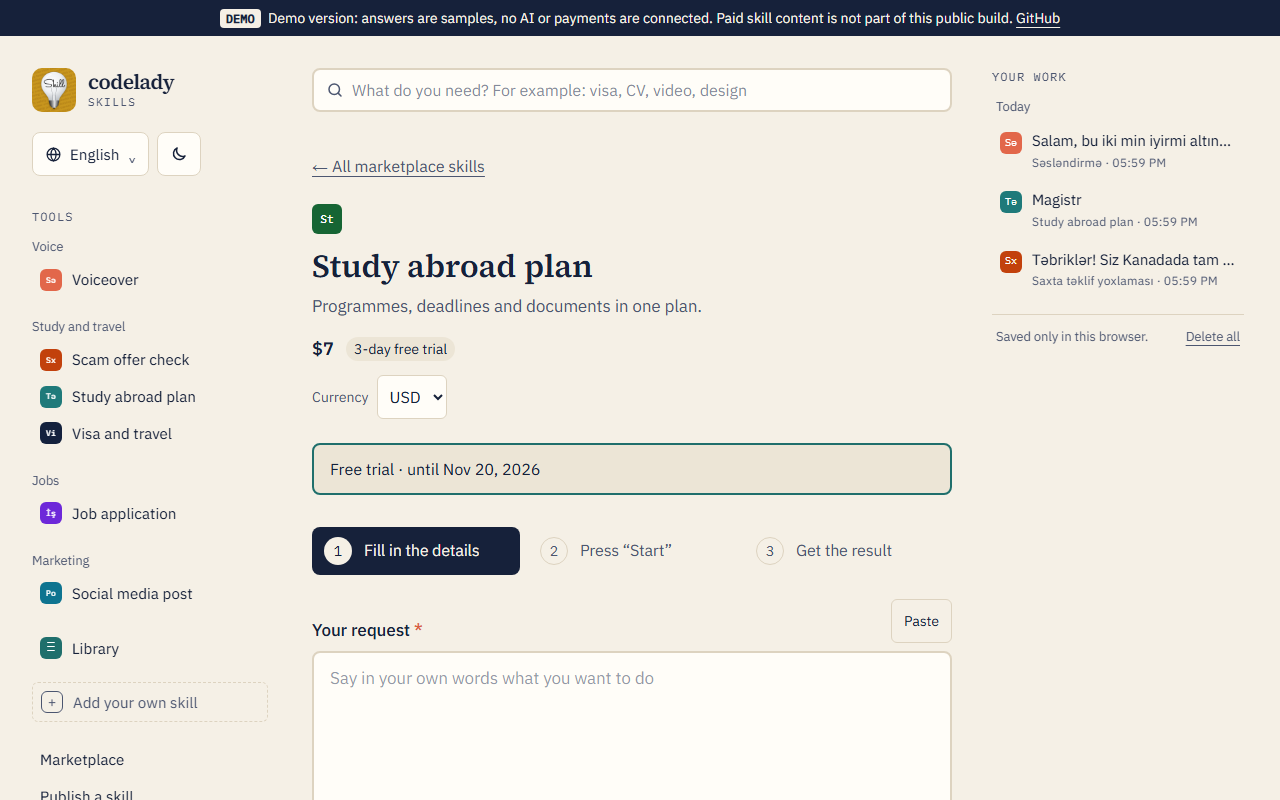 DEMO Demo version: answers are samples, no AI or payments are connected. Paid skill content is not part of this public build. GitHub
Skill
codelady
SKILLS
English
TOOLS
Voice
Sə Voiceover
Study and travel
Sx Scam offer check
Tə Study abroad plan
Vi Visa and travel
Jobs
İş Job application
Marketing
Po Social media post
Library
+ Add your own skill
Marketplace
Publish a skill
What do you need? For example: visa, CV, video, design
← All marketplace skills
St
Study abroad plan
Programmes, deadlines and documents in one plan.
$7 3-day free trial
Currency USD
Free trial · until Nov 20, 2026
1 Fill in the details
2 Press “Start”
3 Get the result
Your request *
Paste
Say in your own words what you want to do
YOUR WORK
Today
Sə Salam, bu iki min iyirmi altın...
Səsləndirmə · 05:59 PM
Tə Magistr
Study abroad plan · 05:59 PM
Sx Təbriklər! Siz Kanadada tam ...
Saxta təklif yoxlaması · 05:59 PM
Saved only in this browser. Delete all